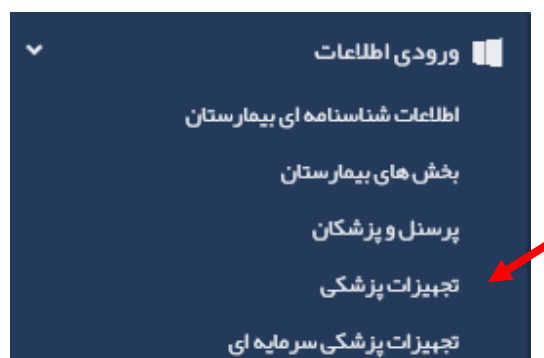 ورودی اطلاعات
اطلاعات شناسنامه ای بیمارستان
بخش های بیمارستان
پرسنل و پزشکان
تجهیزات پزشکی
تجهیزات پزشکی سرمایه ای